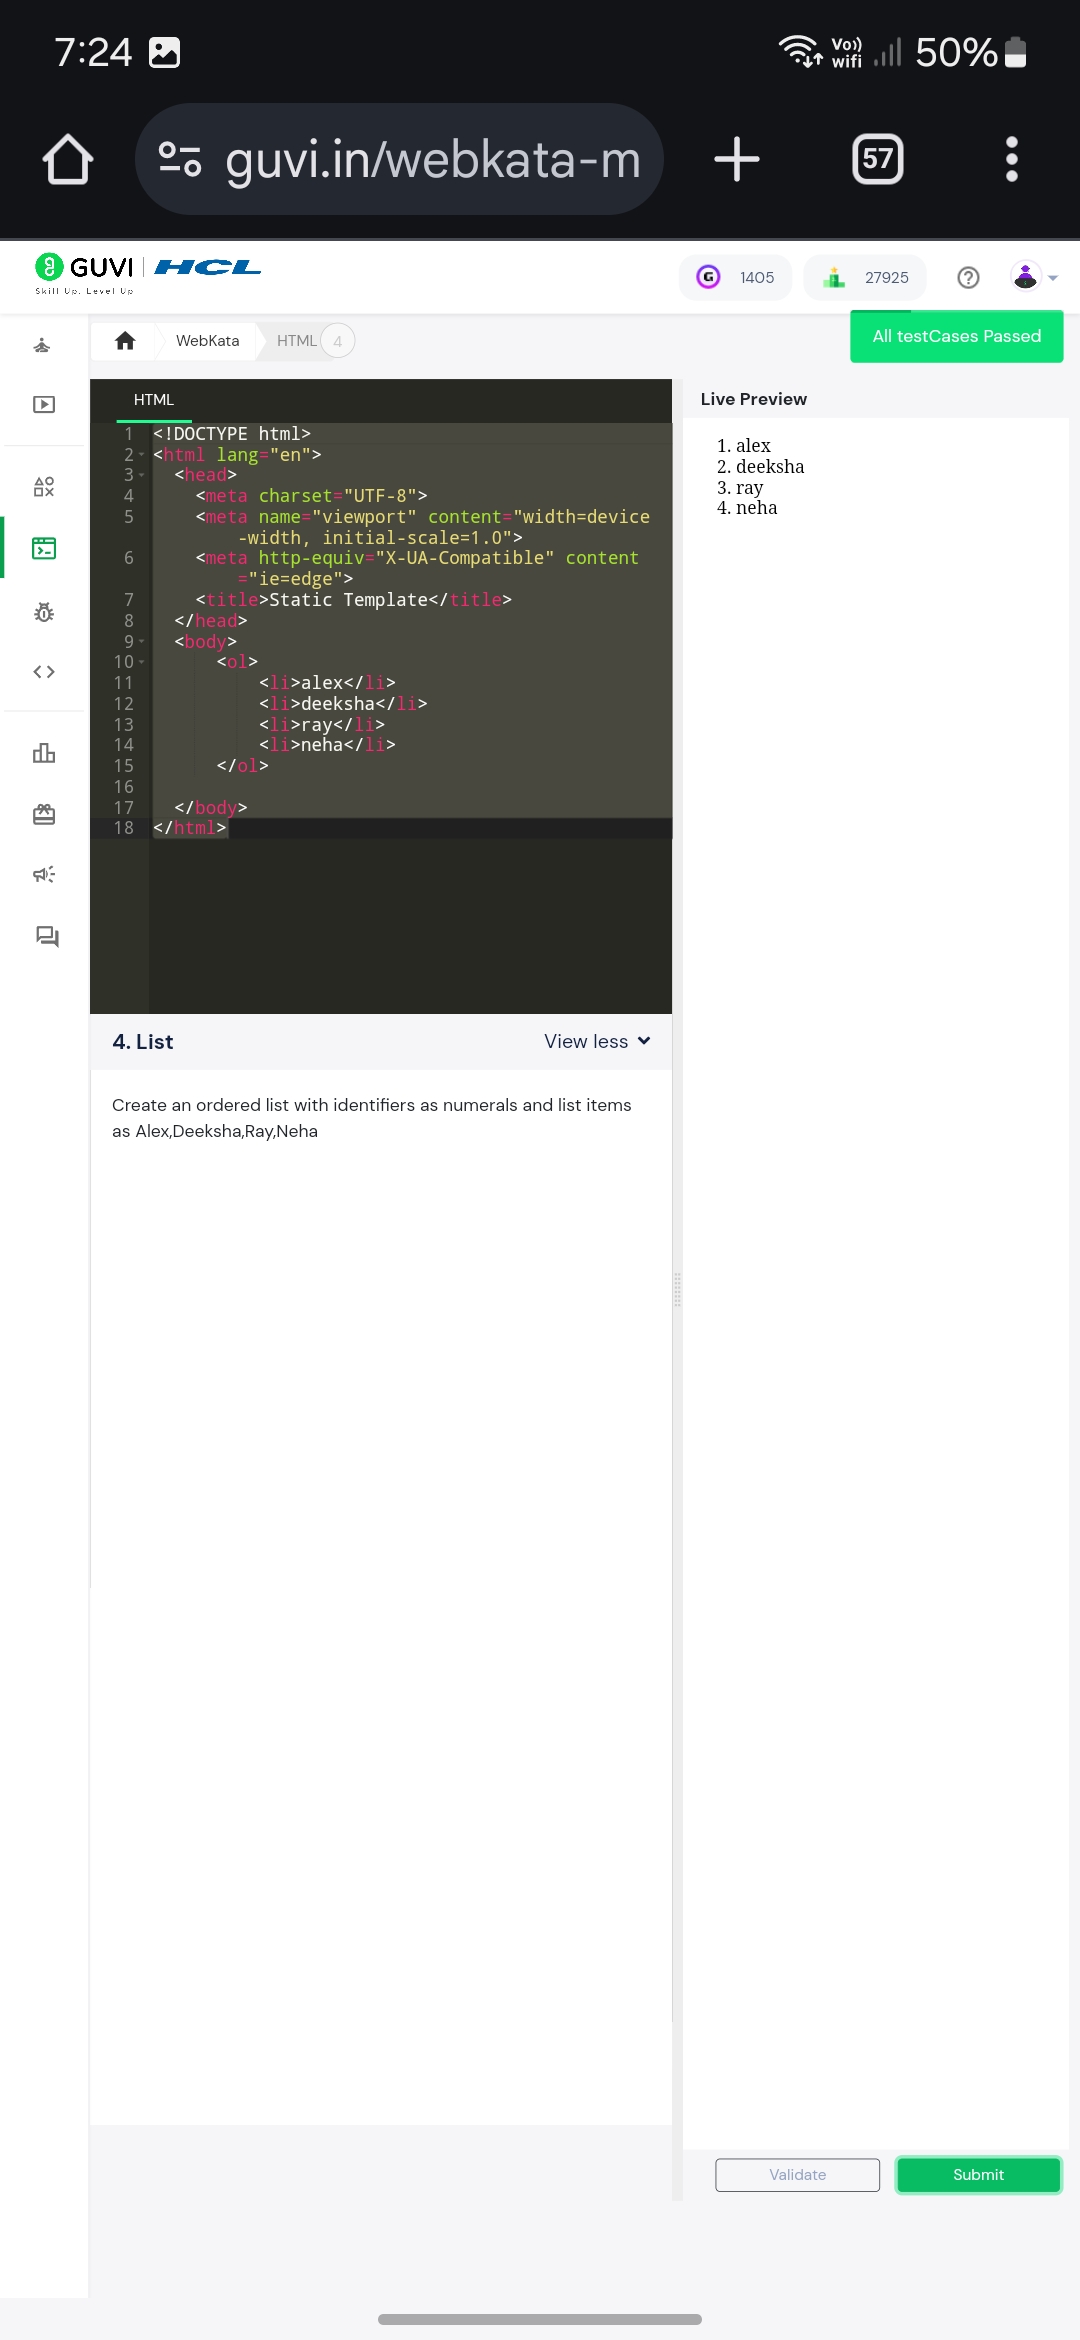 7:24
Vo))
wifi
50%
guvi.in/webkata-m
57
GUVI
HCL
Skill Up. Level Up
1405
27925
WebKata
HTML
4
All testCases Passed
HTML
Live Preview
1 <!DOCTYPE html>
2 <html lang="en">
3 <head>
4 <meta charset="UTF-8">
5 <meta name="viewport" content="width=device
-width, initial-scale=1.0">
6 <meta http-equiv="X-UA-Compatible" content
="ie=edge">
7 <title>Static Template</title>
8 </head>
9 <body>
10 <ol>
11 <li>alex</li>
12 <li>deeksha</li>
13 <li>ray</li>
14 <li>neha</li>
15 </ol>
16
17 </body>
18 </html>
1. alex
2. deeksha
3. ray
4. neha
4. List
View less
Create an ordered list with identifiers as numerals and list items
as Alex,Deeksha,Ray,Neha
Validate
Submit